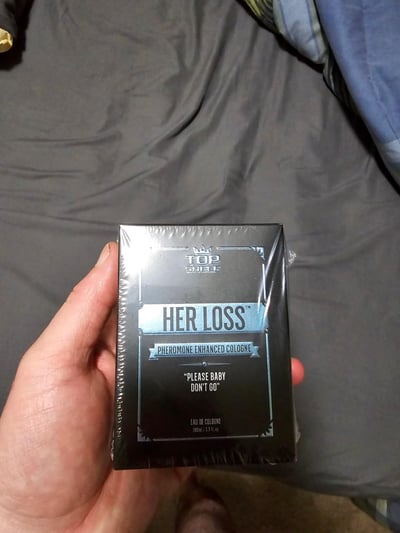 TOP
SHELF
HER LOSS™
PHEROMONE ENHANCED COLOGNE
"PLEASE BABY
DON'T GO"
EAU DE COLOGNE